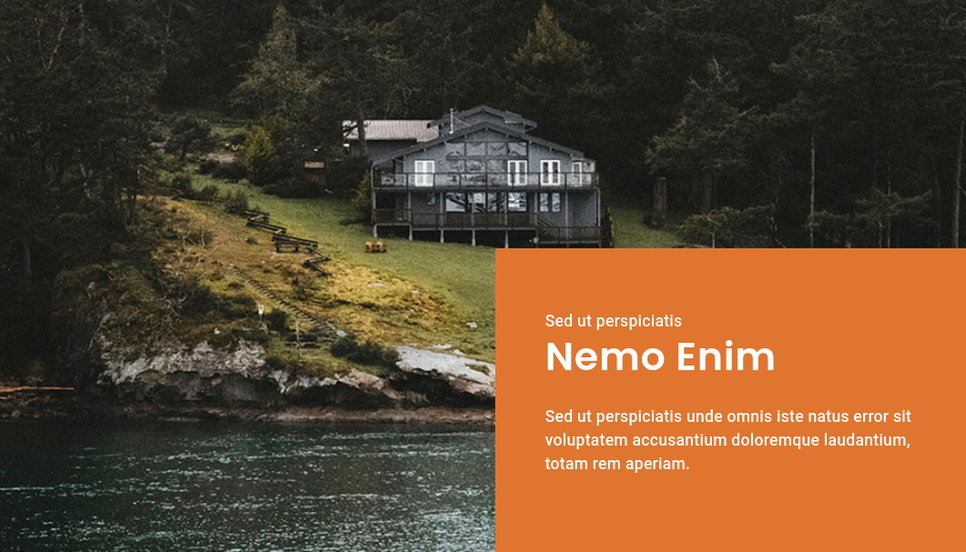 Sed ut perspiciatis
Nemo Enim
Sed ut perspiciatis unde omnis iste natus error sit
voluptatem accusantium doloremque laudantium,
totam rem aperiam.